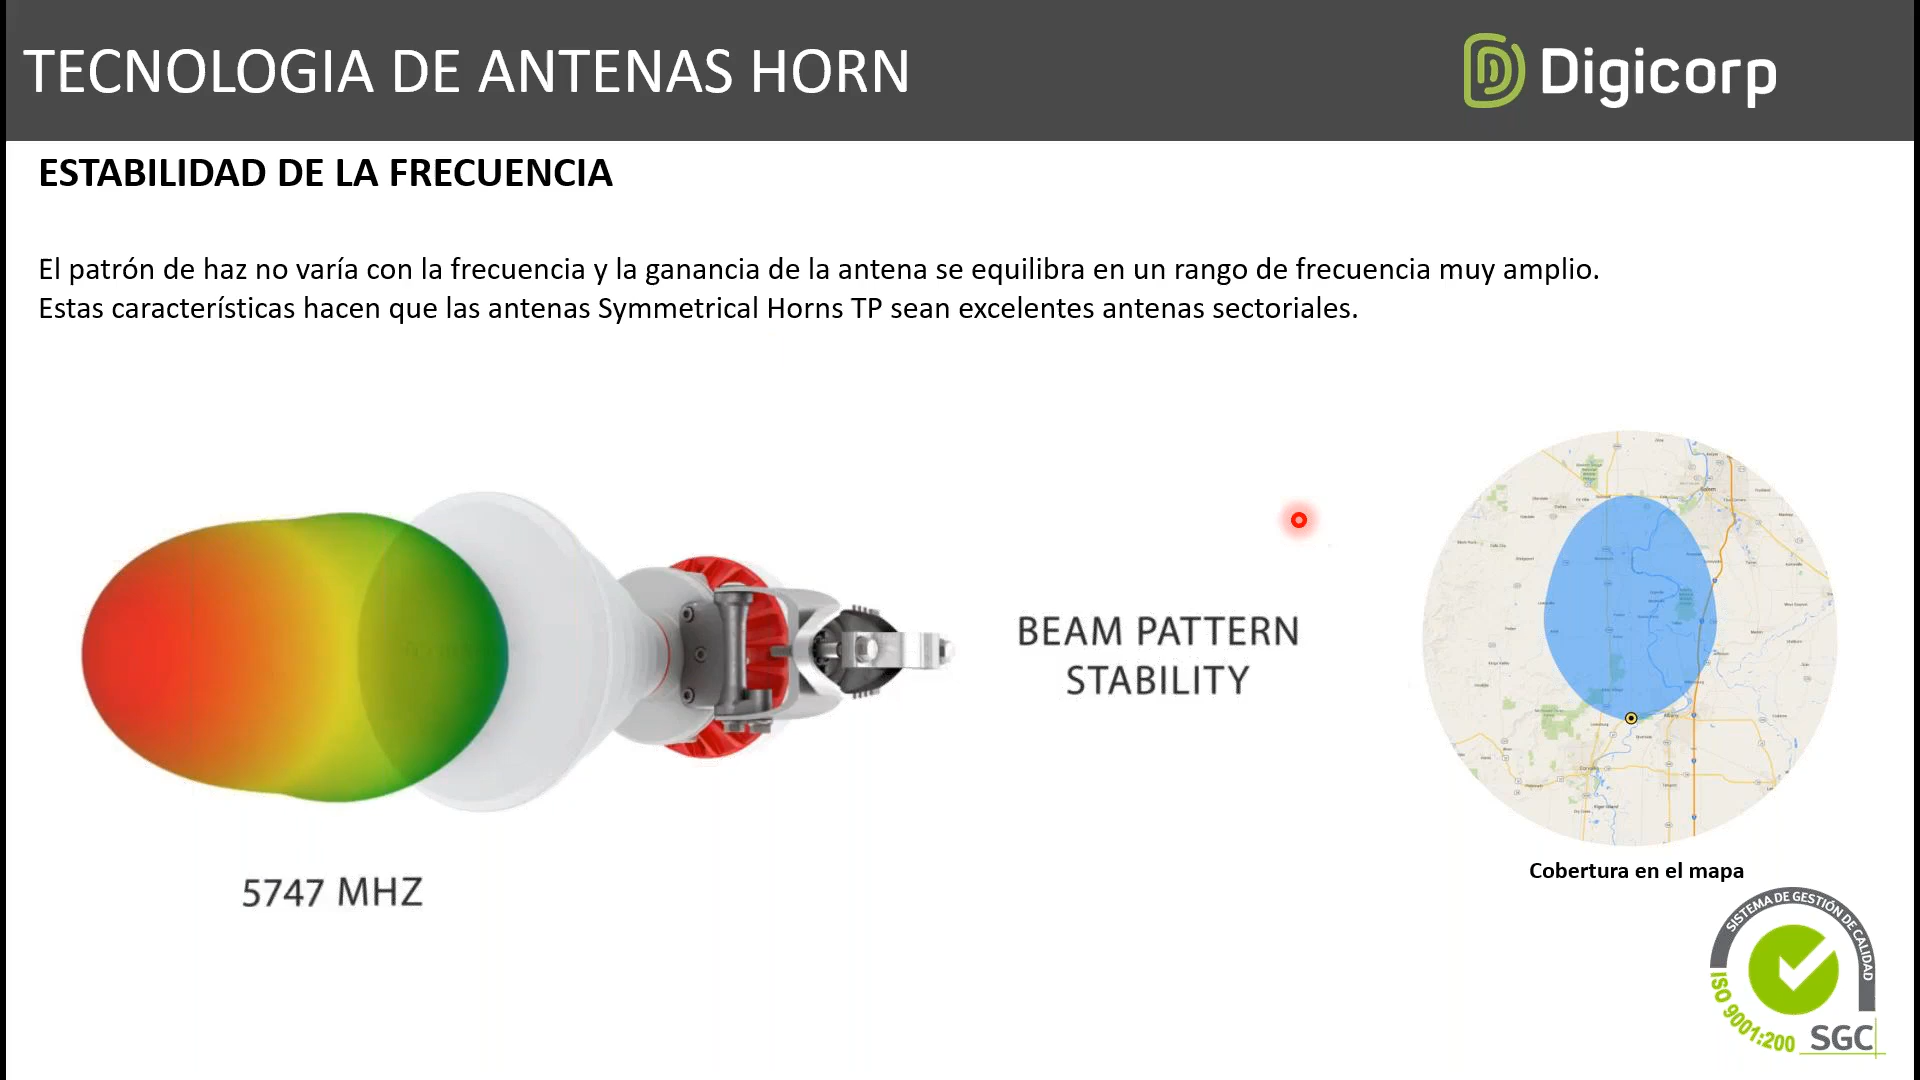 TECNOLOGIA DE ANTENAS HORN
Digicorp
ESTABILIDAD DE LA FRECUENCIA
El patrón de haz no varía con la frecuencia y la ganancia de la antena se equilibra en un rango de frecuencia muy amplio.
Estas características hacen que las antenas Symmetrical Horns TP sean excelentes antenas sectoriales.
BEAM PATTERN
STABILITY
5747 MHZ
Salem
Albany
Cobertura en el mapa
SISTEMA DE GESTIÓN DE CALIDAD
ISO 9001:200
SGC